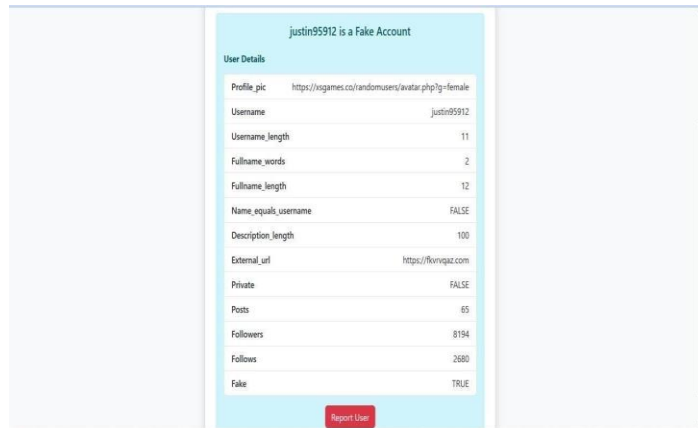 justin95912 is a Fake Account
User Details
Profile_pic https://xsgames.co/randomusers/avatar.php?g=female
Username justin95912
Username_length 11
Fullname_words 2
Fullname_length 12
Name_equals_username FALSE
Description_length 100
External_url https://fkvrvqaz.com
Private FALSE
Posts 65
Followers 8194
Follows 2680
Fake TRUE
Report User